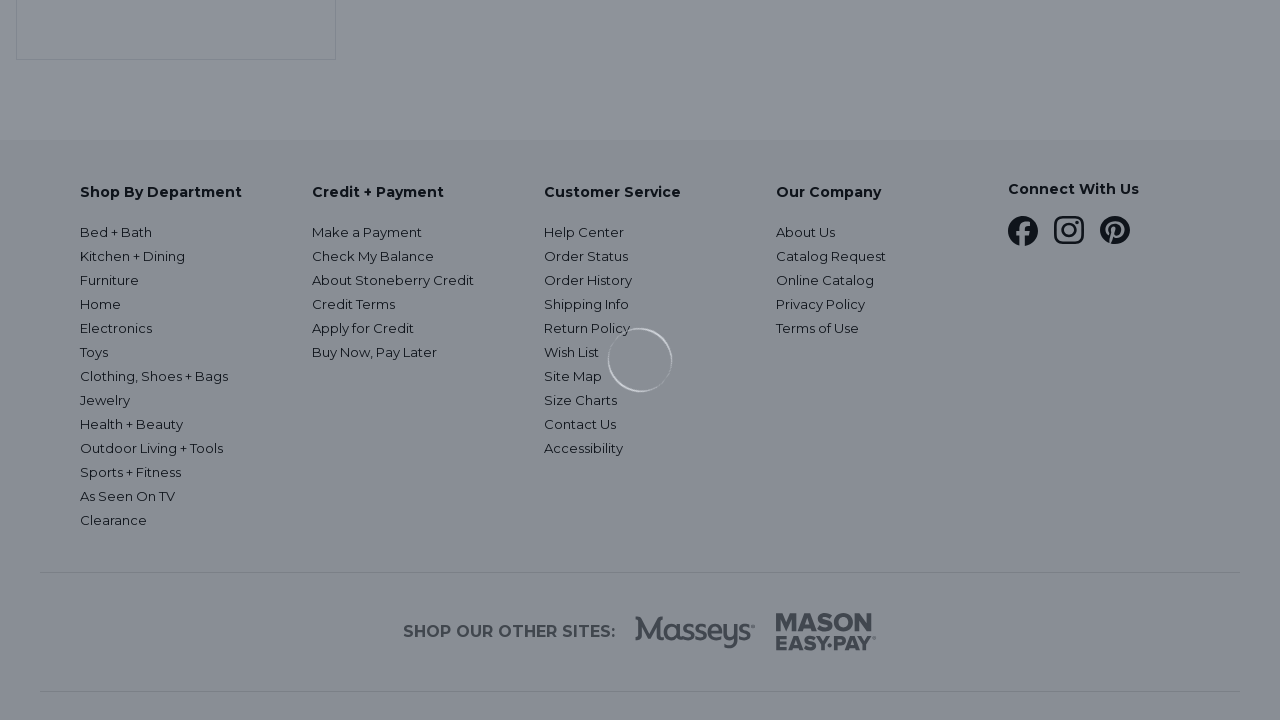 Shop By Department
Bed + Bath
Kitchen + Dining
Furniture
Home
Electronics
Toys
Clothing, Shoes + Bags
Jewelry
Health + Beauty
Outdoor Living + Tools
Sports + Fitness
As Seen On TV
Clearance
Credit + Payment
Make a Payment
Check My Balance
About Stoneberry Credit
Credit Terms
Apply for Credit
Buy Now, Pay Later
Customer Service
Help Center
Order Status
Order History
Shipping Info
Return Policy
Wish List
Site Map
Size Charts
Contact Us
Accessibility
Our Company
About Us
Catalog Request
Online Catalog
Privacy Policy
Terms of Use
Connect With Us
SHOP OUR OTHER SITES:
Masseys
MASON
EASY•PAY